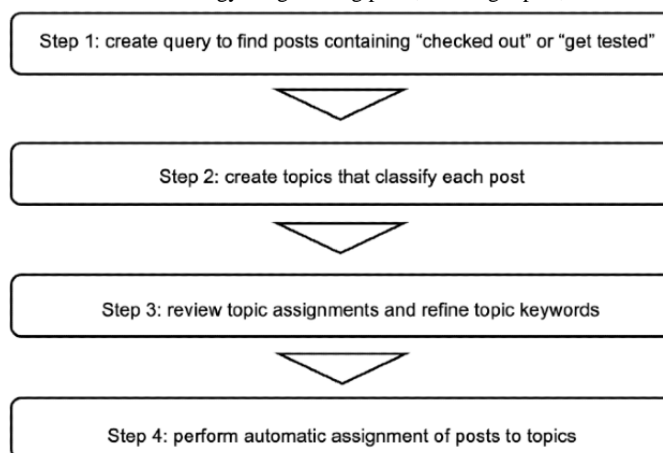 Step 1: create query to find posts containing “checked out” or “get tested”
Step 2: create topics that classify each post
Step 3: review topic assignments and refine topic keywords
Step 4: perform automatic assignment of posts to topics